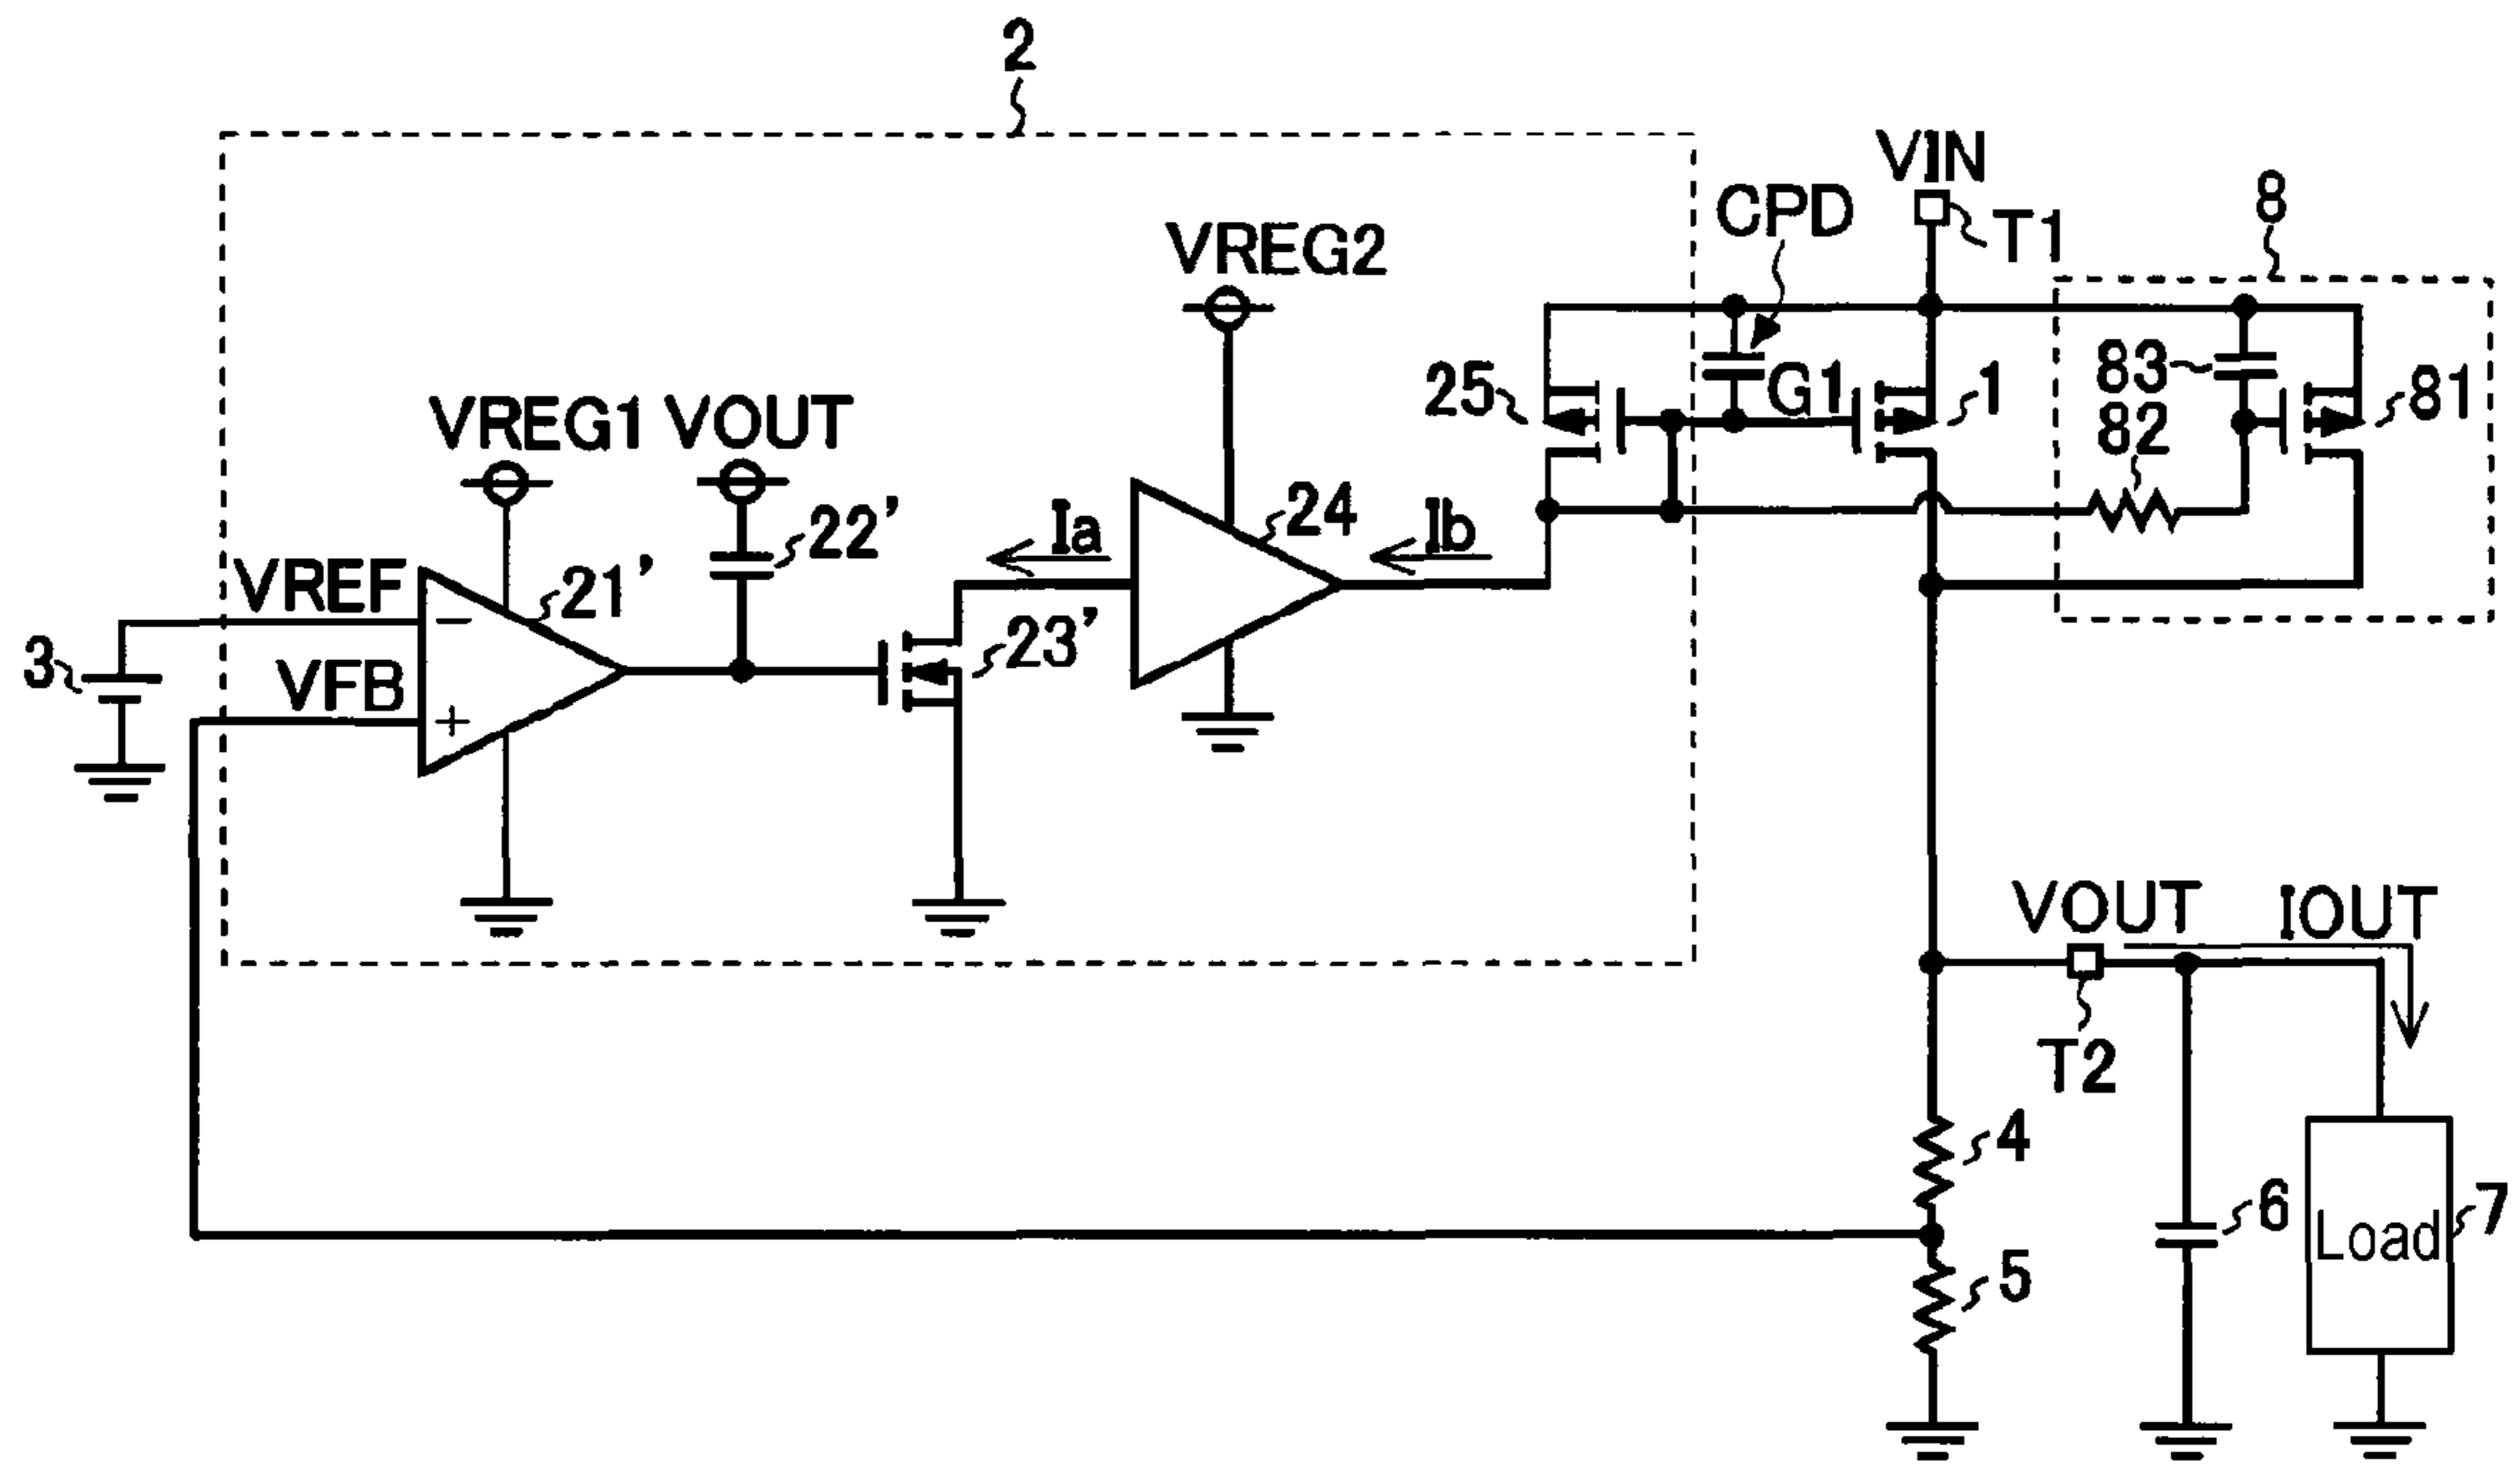 2
VIN
T1
CPD
8
VREG2
25
G1
1
83
82
81
VREG1
VOUT
22'
Ia
24
Ib
VREF
21'
23'
3
VFB
−
+
VOUT
IOUT
T2
4
6
Load
7
5